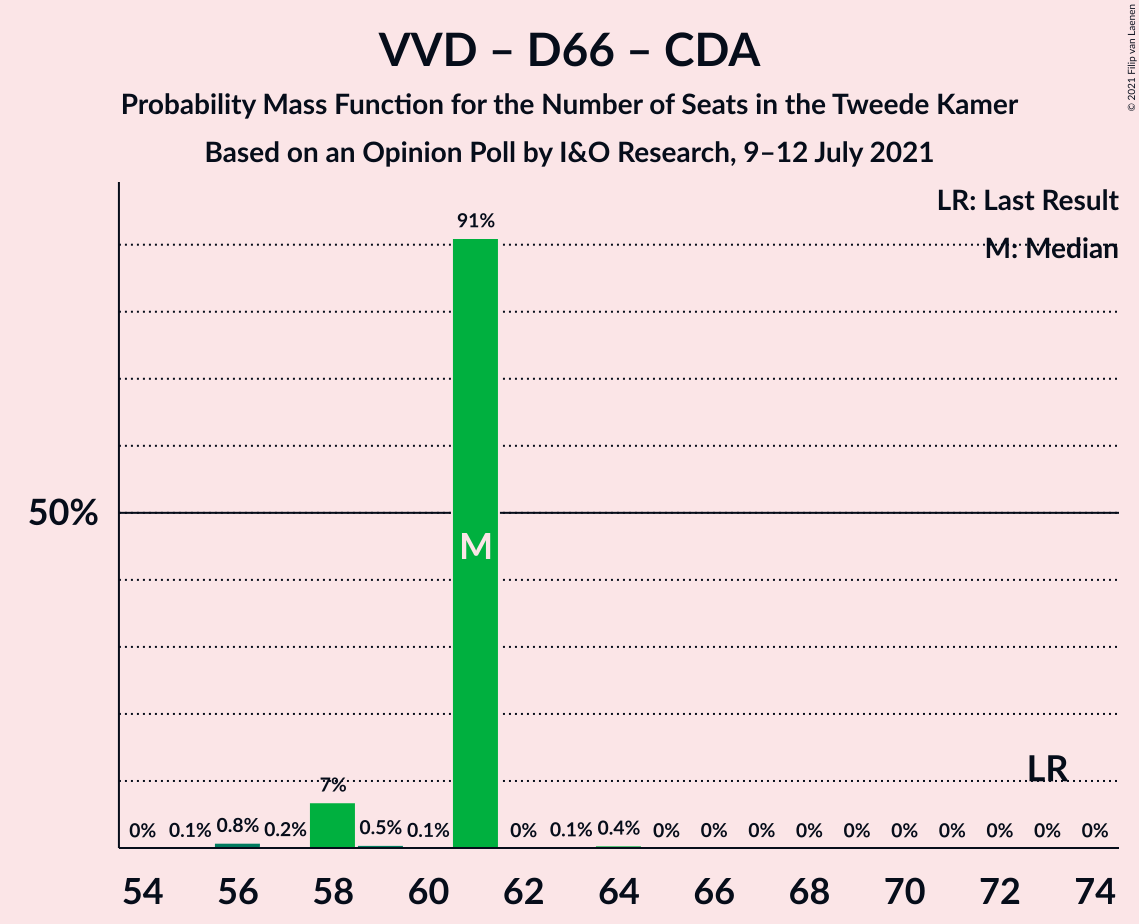 VVD – D66 – CDA
Probability Mass Function for the Number of Seats in the Tweede Kamer
Based on an Opinion Poll by I&O Research, 9–12 July 2021
© 2021 Filip van Laenen
LR: Last Result
M: Median
91%
50%
M
LR
7%
0% 0.1% 0.8% 0.2% 0.5% 0.1% 0% 0.1% 0.4% 0% 0% 0% 0% 0% 0% 0% 0% 0% 0%
54 56 58 60 62 64 66 68 70 72 74